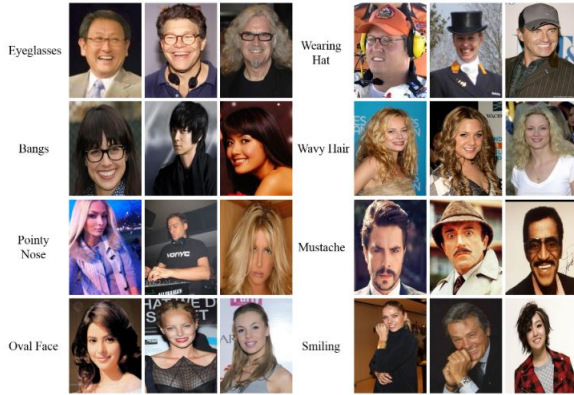 Eyeglasses
Wearing
Hat
Bangs
Wavy Hair
Pointy
Nose
Mustache
Oval Face
Smiling